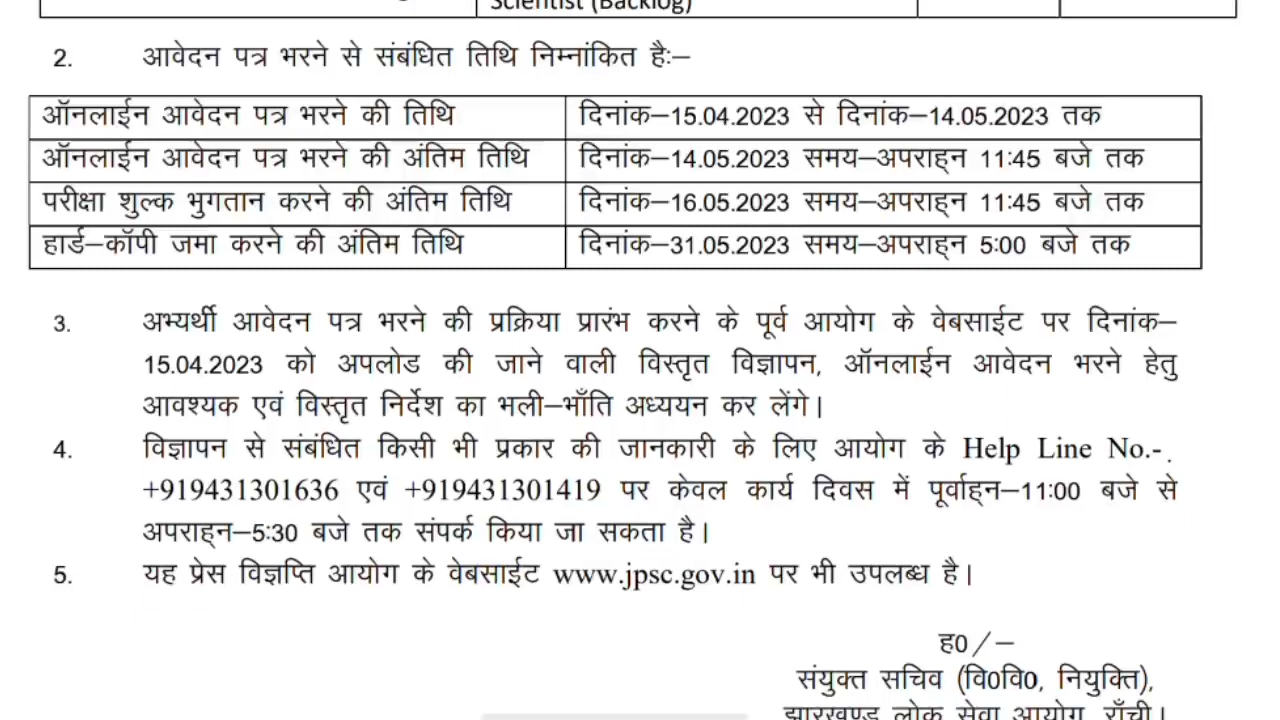 Scientist (Backlog)
2. आवेदन पत्र भरने से संबंधित तिथि निम्नांकित हैः–
ऑनलाईन आवेदन पत्र भरने की तिथि दिनांक–15.04.2023 से दिनांक–14.05.2023 तक
ऑनलाईन आवेदन पत्र भरने की अंतिम तिथि दिनांक–14.05.2023 समय–अपराह्न 11:45 बजे तक
परीक्षा शुल्क भुगतान करने की अंतिम तिथि दिनांक–16.05.2023 समय–अपराह्न 11:45 बजे तक
हार्ड–कॉपी जमा करने की अंतिम तिथि दिनांक–31.05.2023 समय–अपराह्न 5:00 बजे तक
3. अभ्यर्थी आवेदन पत्र भरने की प्रक्रिया प्रारंभ करने के पूर्व आयोग के वेबसाईट पर दिनांक–
15.04.2023 को अपलोड की जाने वाली विस्तृत विज्ञापन, ऑनलाईन आवेदन भरने हेतु
आवश्यक एवं विस्तृत निर्देश का भली–भाँति अध्ययन कर लेंगे।
4. विज्ञापन से संबंधित किसी भी प्रकार की जानकारी के लिए आयोग के Help Line No.-.
+919431301636 एवं +919431301419 पर केवल कार्य दिवस में पूर्वाह्न–11:00 बजे से
अपराह्न–5:30 बजे तक संपर्क किया जा सकता है।
5. यह प्रेस विज्ञप्ति आयोग के वेबसाईट www.jpsc.gov.in पर भी उपलब्ध है।
ह0/–
संयुक्त सचिव (वि0वि0, नियुक्ति),
झारखण्ड लोक सेवा आयोग, राँची।